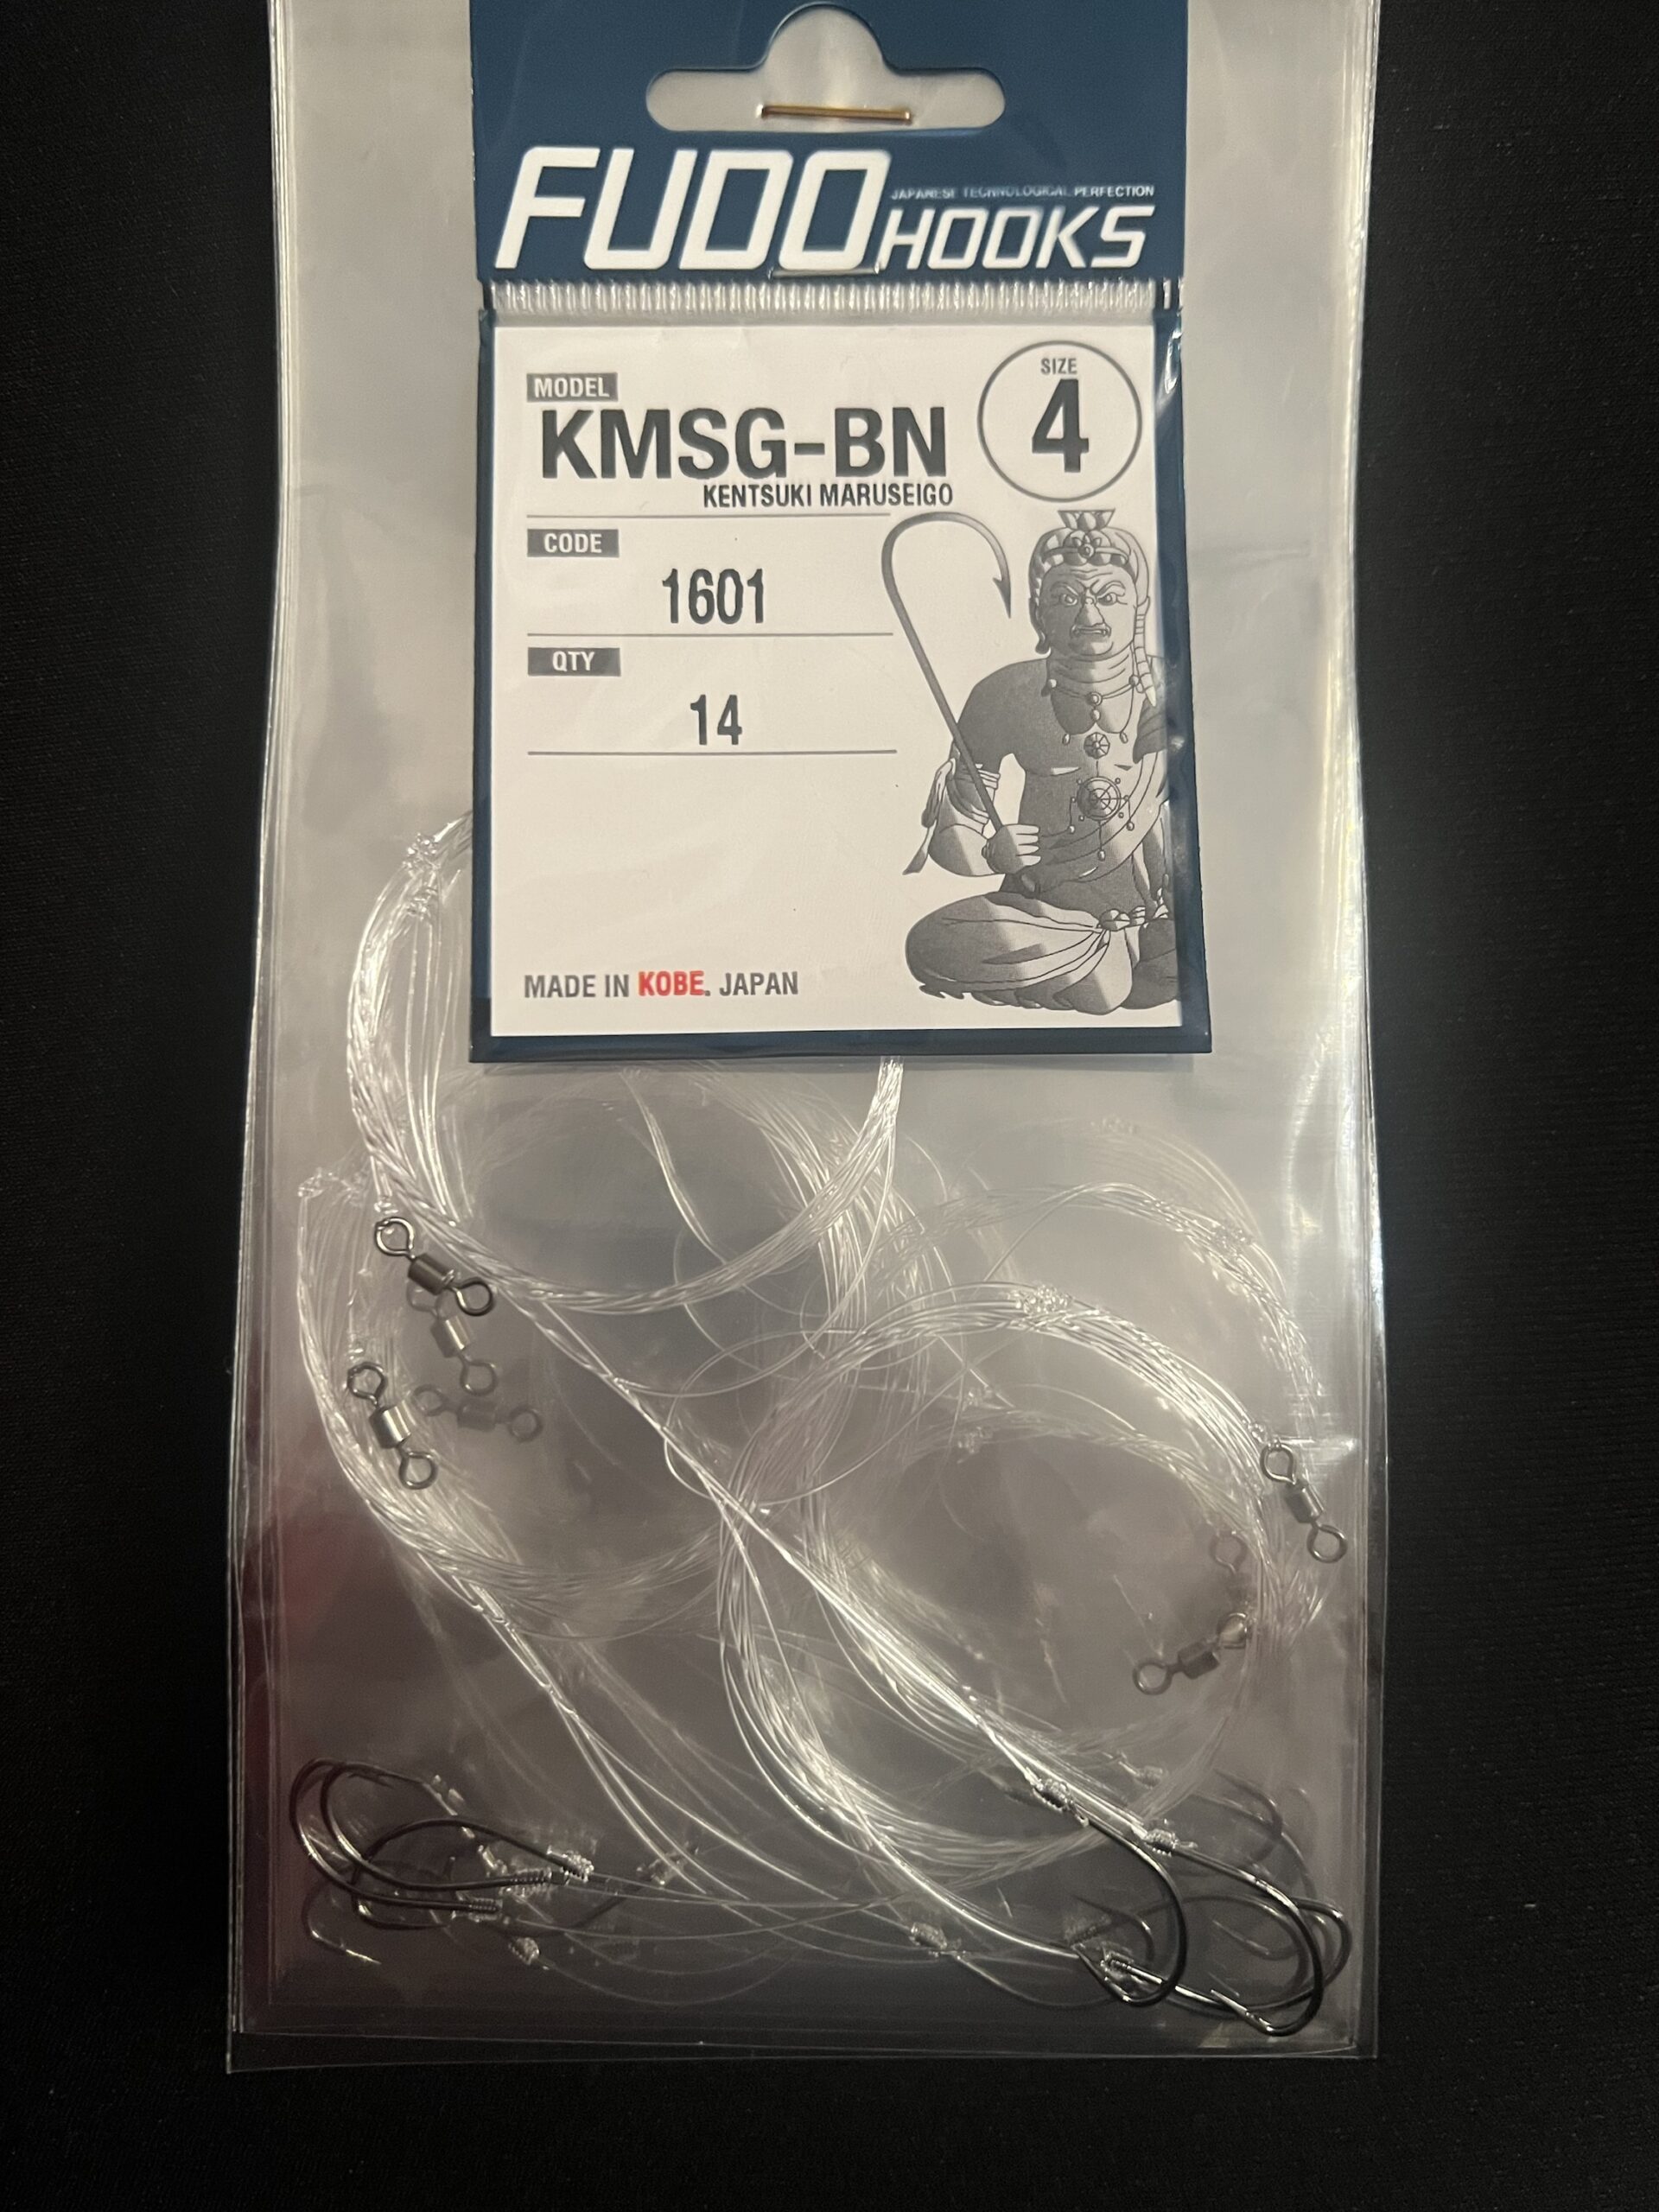 FUDO
JAPANESE TECHNOLOGICAL PERFECTION
HOOKS
MODEL
KMSG-BN
KENTSUKI MARUSEIGO
SIZE
4
CODE
1601
QTY
14
MADE IN KOBE. JAPAN